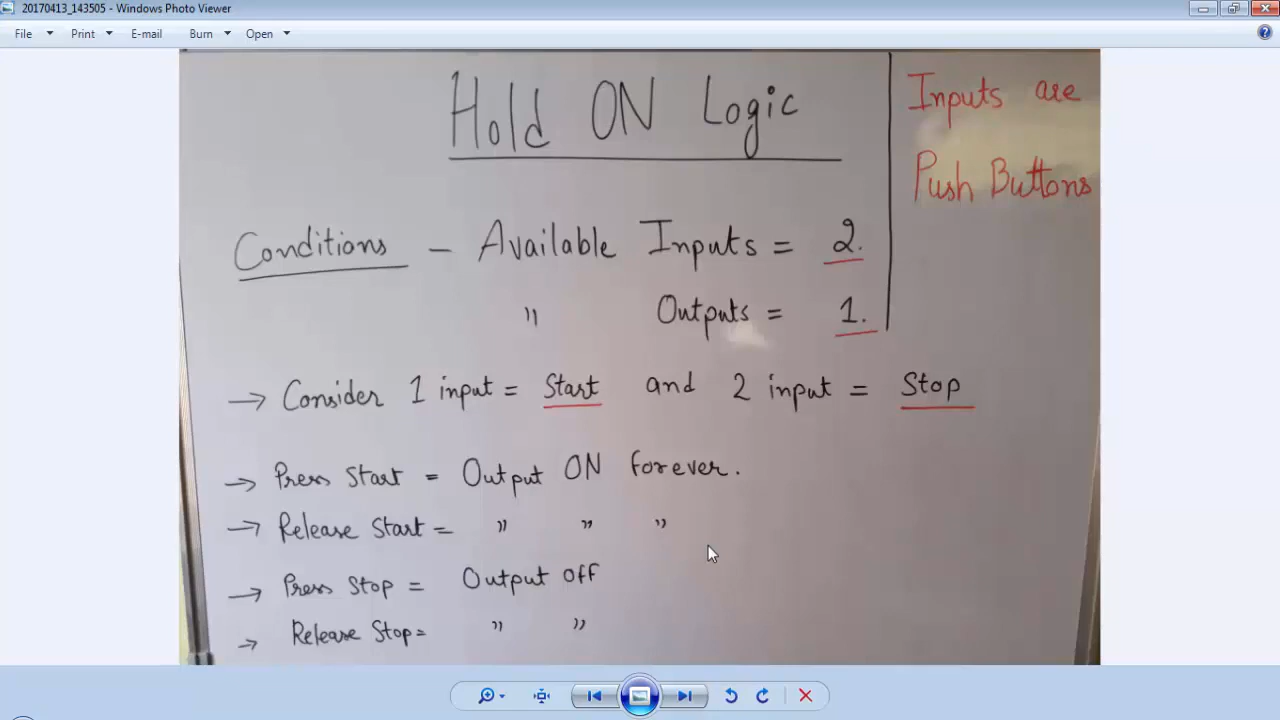 20170413_143505 - Windows Photo Viewer
File Print E-mail Burn Open
Hold ON Logic
Inputs are
Push Buttons
Conditions - Available Inputs = 2.
" Outputs = 1.
→ Consider 1 input = Start and 2 input = Stop
→ Press Start = Output ON forever.
→ Release Start = " " "
→ Press Stop = Output off
→ Release Stop = " "